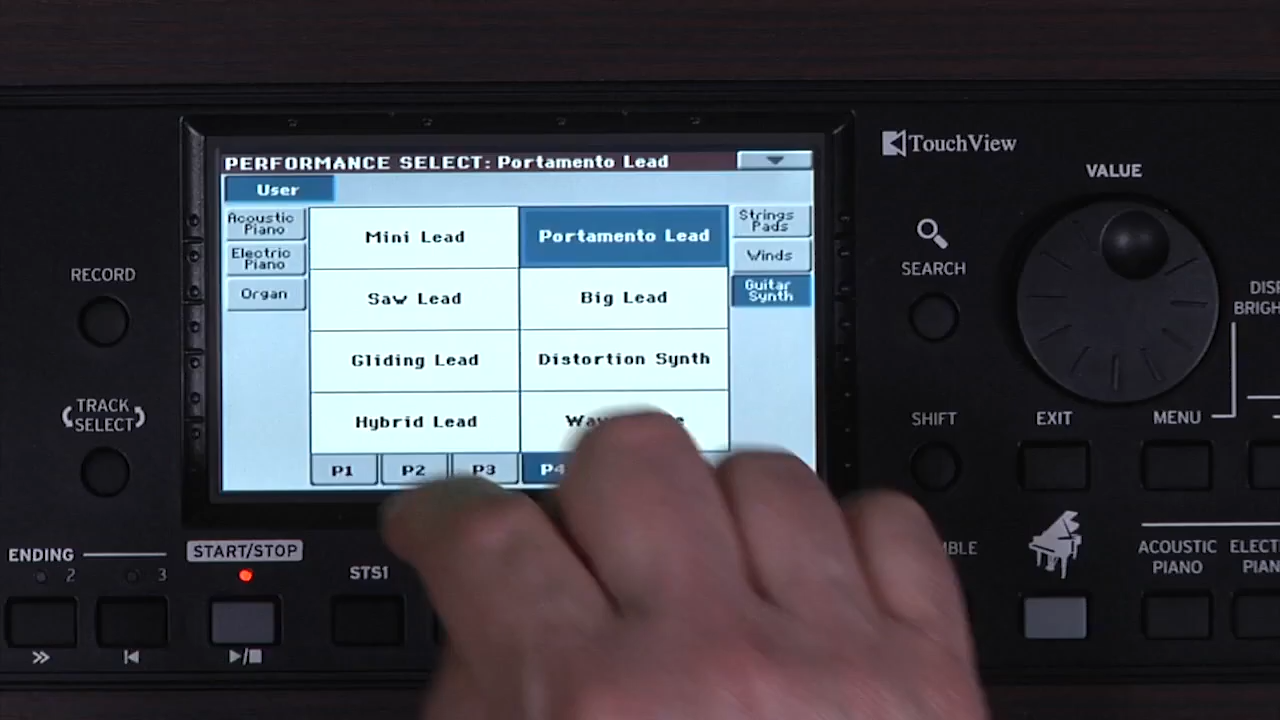 PERFORMANCE SELECT: Portamento Lead
User
Acoustic
Piano
Electric
Piano
Organ
Mini Lead
Portamento Lead
Saw Lead
Big Lead
Gliding Lead
Distortion Synth
Hybrid Lead
P1
P2
P3
P4
Strings
Pads
Winds
Guitar
Synth
TouchView
VALUE
SEARCH
SHIFT
EXIT
MENU
RECORD
TRACK
SELECT
ENDING
2
3
START/STOP
STS1
ACOUSTIC
PIANO